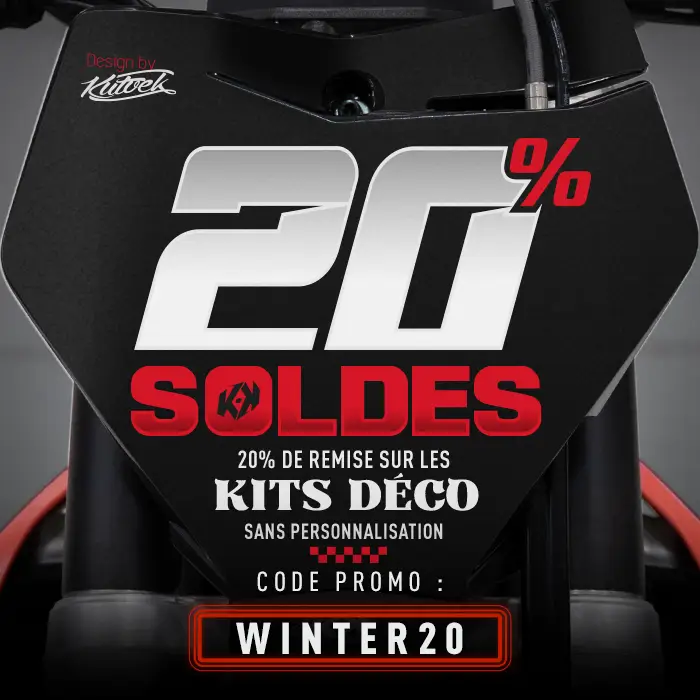 Design by
Kutvek
20%
SOLDES
20% DE REMISE SUR LES
KITS DÉCO
SANS PERSONNALISATION
CODE PROMO :
WINTER20